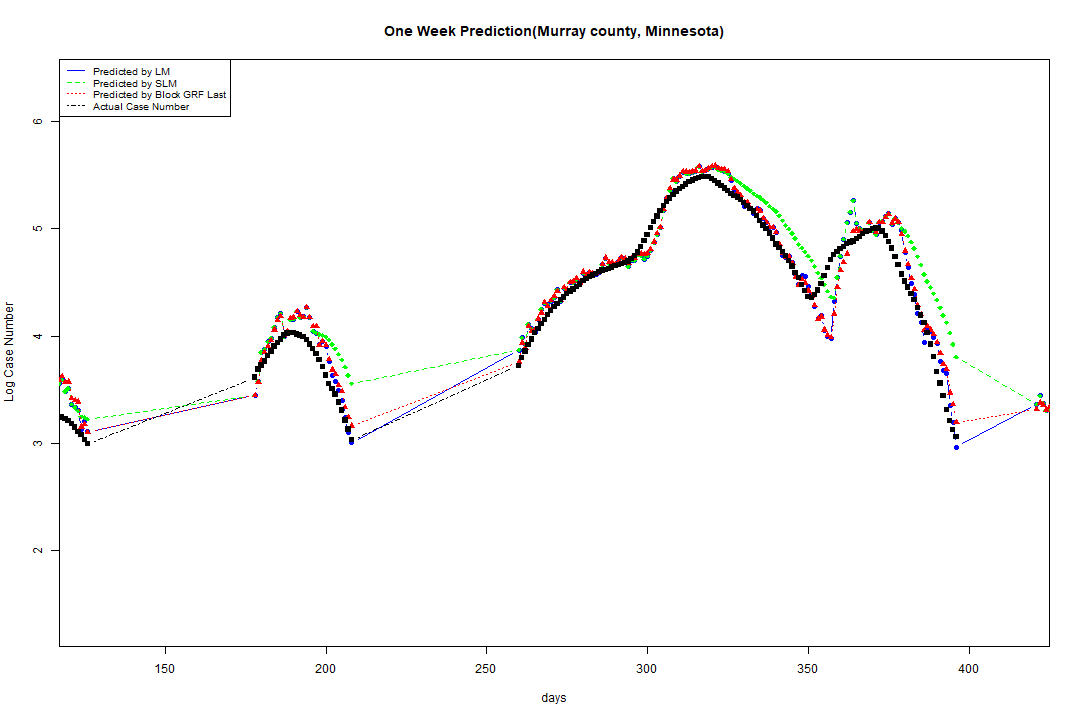 One Week Prediction(Murray county, Minnesota)
Predicted by LM
Predicted by SLM
Predicted by Block GRF Last
Actual Case Number
6
5
4
3
2
Log Case Number
150 200 250 300 350 400
days